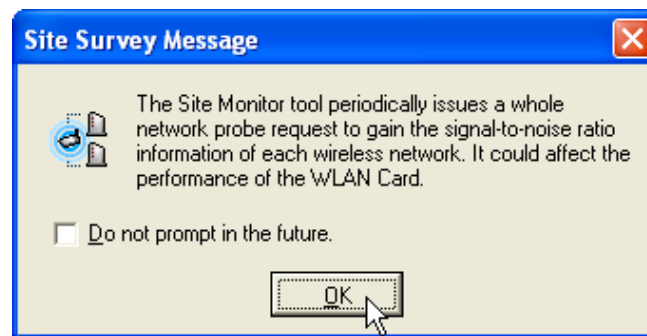 Site Survey Message
The Site Monitor tool periodically issues a whole
network probe request to gain the signal-to-noise ratio
information of each wireless network. It could affect the
performance of the WLAN Card.
Do not prompt in the future.
OK